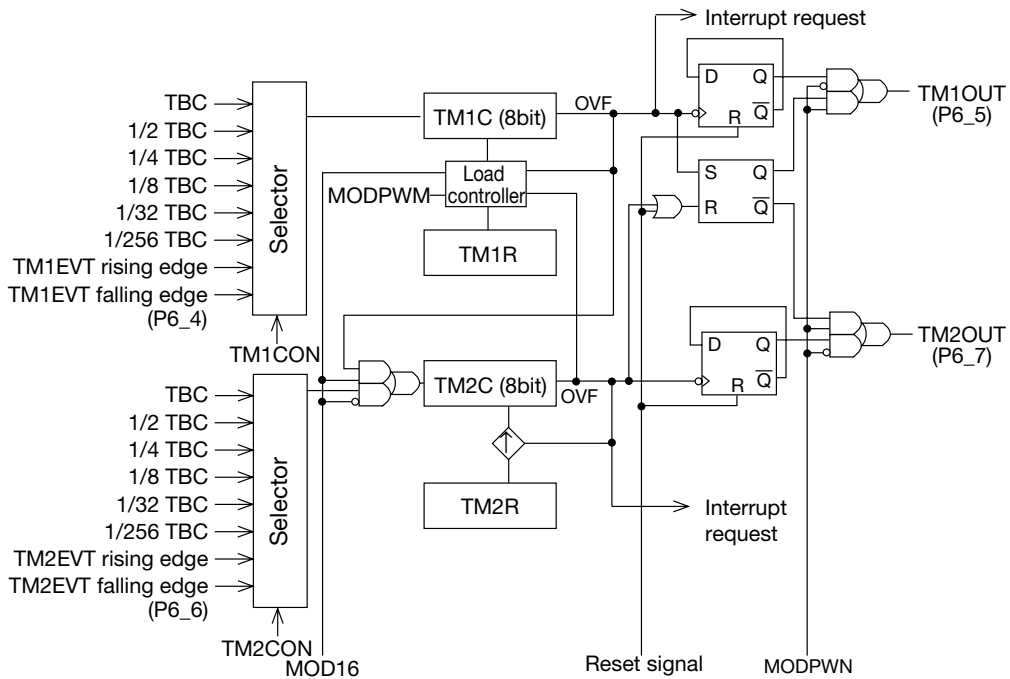 Interrupt request
TBC
1/2 TBC
1/4 TBC
1/8 TBC
1/32 TBC
1/256 TBC
TM1EVT rising edge
TM1EVT falling edge
(P6_4)
Selector
TM1CON
TM1C (8bit)
OVF
Load
controller
MODPWM
TM1R
D
Q
Q
R
S
Q
R
Q
TM1OUT
(P6_5)
TBC
1/2 TBC
1/4 TBC
1/8 TBC
1/32 TBC
1/256 TBC
TM2EVT rising edge
TM2EVT falling edge
(P6_6)
Selector
TM2CON
MOD16
TM2C (8bit)
OVF
TM2R
D
Q
Q
R
TM2OUT
(P6_7)
Interrupt
request
Reset signal
MODPWN